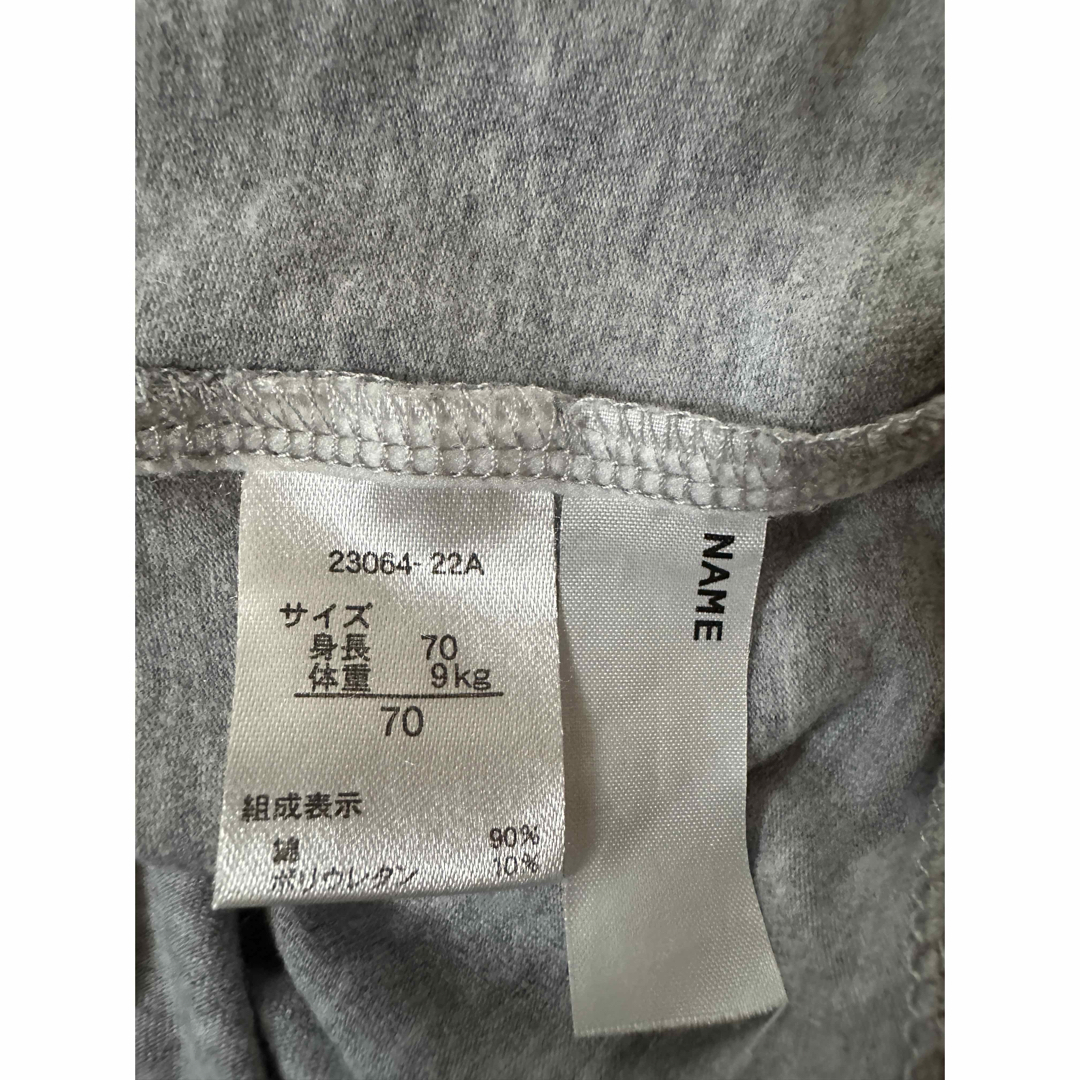 23064-22A
サイズ
身長 70
体重 9kg
70
組成表示
綿 90%
ポリウレタン 10%
NAME